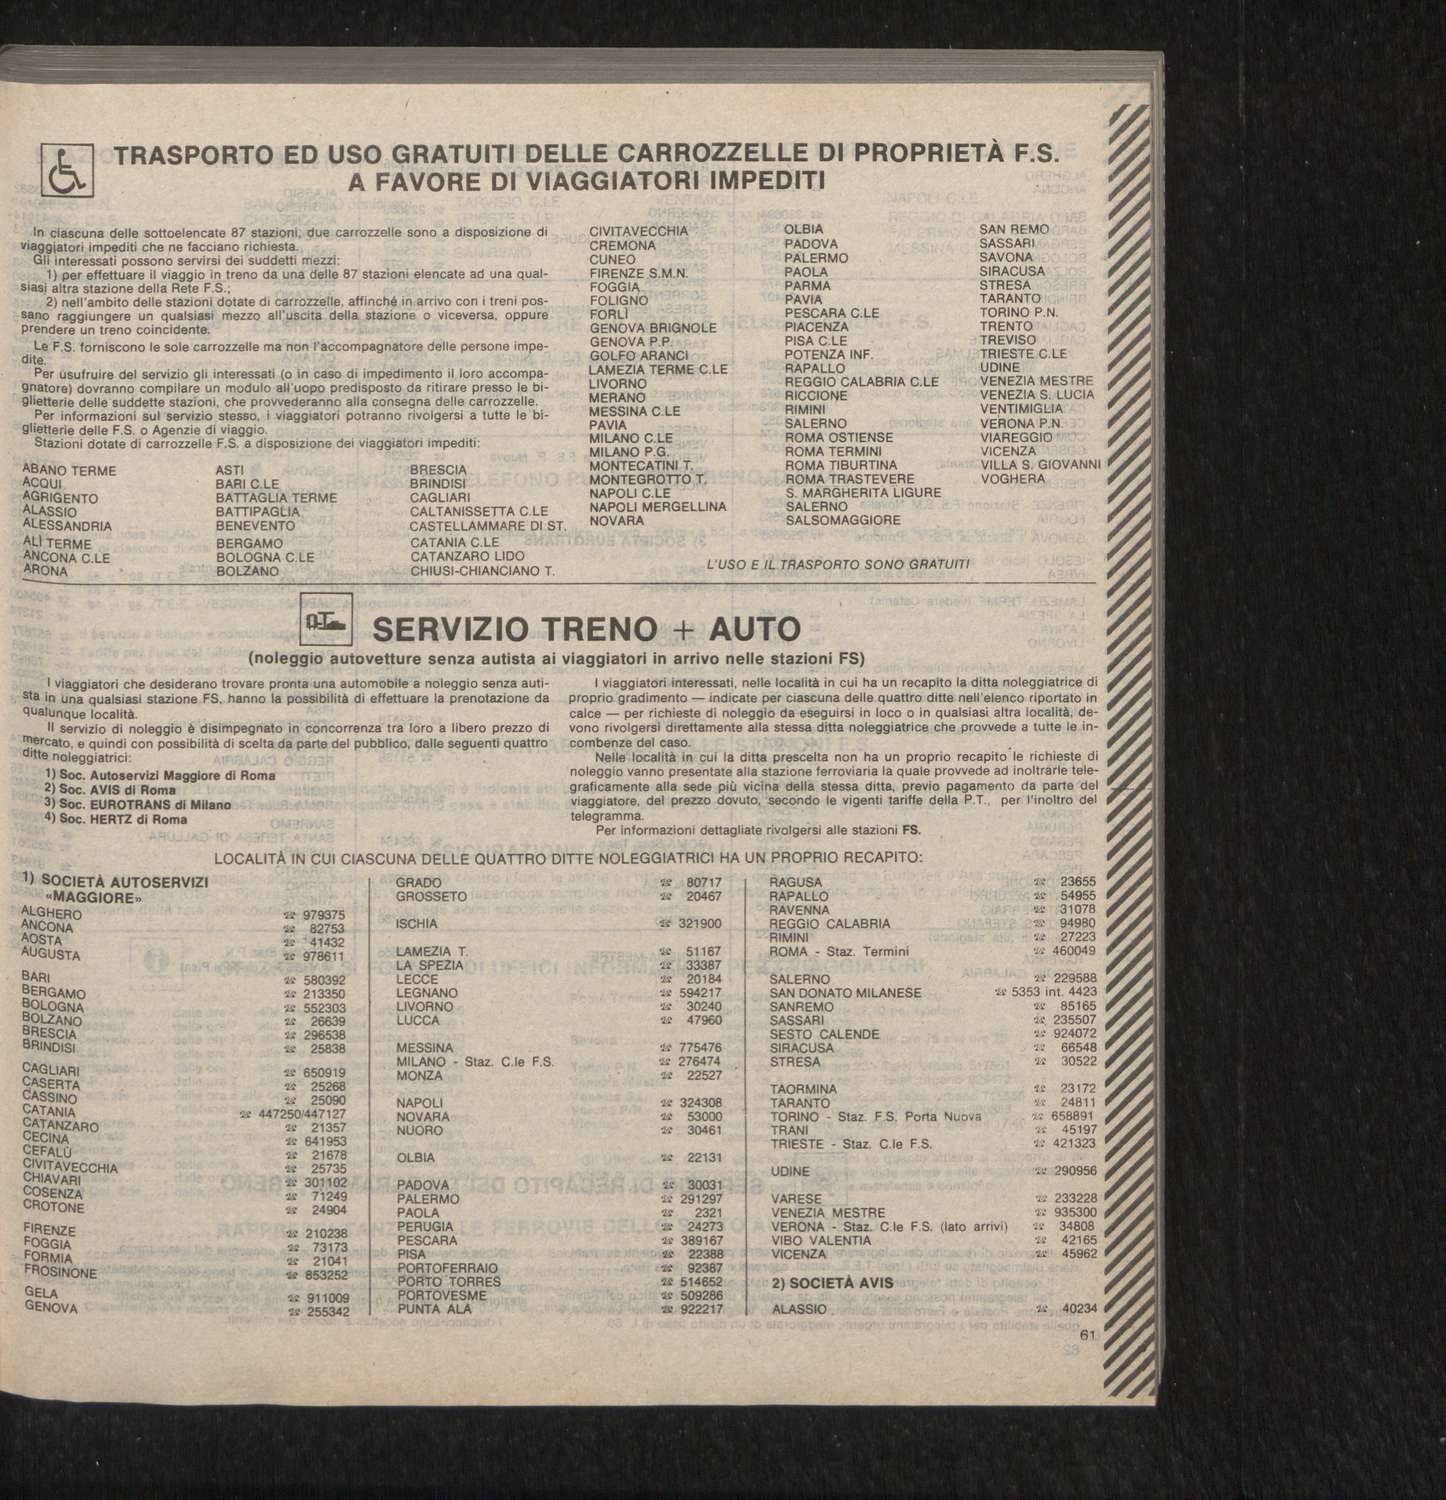 TRASPORTO ED USO GRATUITI DELLE CARROZZELLE DI PROPRIETÀ F.S.
A FAVORE DI VIAGGIATORI IMPEDITI
In ciascuna delle sottoelencate 87 stazioni, due carrozzelle sono a disposizione di
viaggiatori impediti che ne facciano richiesta.
Gli interessati possono servirsi dei suddetti mezzi:
1) per effettuare il viaggio in treno da una delle 87 stazioni elencate ad una qual-
siasi altra stazione della Rete F.S.;
2) nell'ambito delle stazioni dotate di carrozzelle, affinché in arrivo con i treni pos-
sano raggiungere un qualsiasi mezzo all'uscita della stazione o viceversa, oppure
prendere un treno coincidente.
Le F.S. forniscono le sole carrozzelle ma non l'accompagnatore delle persone impe-
dite.
Per usufruire del servizio gli interessati (o in caso di impedimento il loro accompa-
gnatore) dovranno compilare un modulo all'uopo predisposto da ritirare presso le bi-
glietterie delle suddette stazioni, che provvederanno alla consegna delle carrozzelle.
Per informazioni sul servizio stesso, i viaggiatori potranno rivolgersi a tutte le bi-
glietterie delle F.S. o Agenzie di viaggio.
Stazioni dotate di carrozzelle F.S. a disposizione dei viaggiatori impediti:
ABANO TERME
ACQUI
AGRIGENTO
ALASSIO
ALESSANDRIA
ALÌ TERME
ANCONA C.LE
ARONA
ASTI
BARI C.LE
BATTAGLIA TERME
BATTIPAGLIA
BENEVENTO
BERGAMO
BOLOGNA C.LE
BOLZANO
BRESCIA
BRINDISI
CAGLIARI
CALTANISSETTA C.LE
CASTELLAMMARE DI ST.
CATANIA C.LE
CATANZARO LIDO
CHIUSI-CHIANCIANO T.
CIVITAVECCHIA
CREMONA
CUNEO
FIRENZE S.M.N.
FOGGIA
FOLIGNO
FORLÌ
GENOVA BRIGNOLE
GENOVA P.P.
GOLFO ARANCI
LAMEZIA TERME C.LE
LIVORNO
MERANO
MESSINA C.LE
PAVIA
MILANO C.LE
MILANO P.G.
MONTECATINI T.
MONTEGROTTO T.
NAPOLI C.LE
NAPOLI MERGELLINA
NOVARA
OLBIA
PADOVA
PALERMO
PAOLA
PARMA
PAVIA
PESCARA C.LE
PIACENZA
PISA C.LE
POTENZA INF.
RAPALLO
REGGIO CALABRIA C.LE
RICCIONE
RIMINI
SALERNO
ROMA OSTIENSE
ROMA TERMINI
ROMA TIBURTINA
ROMA TRASTEVERE
S. MARGHERITA LIGURE
SALERNO
SALSOMAGGIORE
SAN REMO
SASSARI
SAVONA
SIRACUSA
STRESA
TARANTO
TORINO P.N.
TRENTO
TREVISO
TRIESTE C.LE
UDINE
VENEZIA MESTRE
VENEZIA S. LUCIA
VENTIMIGLIA
VERONA P.N.
VIAREGGIO
VICENZA
VILLA S. GIOVANNI
VOGHERA
L'USO E IL TRASPORTO SONO GRATUITI
SERVIZIO TRENO + AUTO
(noleggio autovetture senza autista ai viaggiatori in arrivo nelle stazioni FS)
I viaggiatori che desiderano trovare pronta una automobile a noleggio senza auti-
sta in una qualsiasi stazione FS, hanno la possibilità di effettuare la prenotazione da
qualunque località.
Il servizio di noleggio è disimpegnato in concorrenza tra loro a libero prezzo di
mercato, e quindi con possibilità di scelta da parte del pubblico, dalle seguenti quattro
ditte noleggiatrici:
1) Soc. Autoservizi Maggiore di Roma
2) Soc. AVIS di Roma
3) Soc. EUROTRANS di Milano
4) Soc. HERTZ di Roma
I viaggiatori interessati, nelle località in cui ha un recapito la ditta noleggiatrice di
proprio gradimento — indicate per ciascuna delle quattro ditte nell'elenco riportato in
calce — per richieste di noleggio da eseguirsi in loco o in qualsiasi altra località, de-
vono rivolgersi direttamente alla stessa ditta noleggiatrice che provvede a tutte le in-
combenze del caso.
Nelle località in cui la ditta prescelta non ha un proprio recapito le richieste di
noleggio vanno presentate alla stazione ferroviaria la quale provvede ad inoltrarle tele-
graficamente alla sede più vicina della stessa ditta, previo pagamento da parte del
viaggiatore, del prezzo dovuto, secondo le vigenti tariffe della P.T., per l'inoltro del
telegramma.
Per informazioni dettagliate rivolgersi alle stazioni FS.
LOCALITÀ IN CUI CIASCUNA DELLE QUATTRO DITTE NOLEGGIATRICI HA UN PROPRIO RECAPITO:
1) SOCIETÀ AUTOSERVIZI
«MAGGIORE»
ALGHERO ☎ 979375
ANCONA ☎ 82753
AOSTA ☎ 41432
AUGUSTA ☎ 978611
BARI ☎ 580392
BERGAMO ☎ 213350
BOLOGNA ☎ 552303
BOLZANO ☎ 26639
BRESCIA ☎ 296538
BRINDISI ☎ 25838
CAGLIARI ☎ 650919
CASERTA ☎ 25268
CASSINO ☎ 25090
CATANIA ☎ 447250/447127
CATANZARO ☎ 21357
CECINA ☎ 641953
CEFALÙ ☎ 21678
CIVITAVECCHIA ☎ 25735
CHIAVARI ☎ 301102
COSENZA ☎ 71249
CROTONE ☎ 24904
FIRENZE ☎ 210238
FOGGIA ☎ 73173
FORMIA ☎ 21041
FROSINONE ☎ 853252
GELA ☎ 911009
GENOVA ☎ 255342
GRADO ☎ 80717
GROSSETO ☎ 20467
ISCHIA ☎ 321900
LAMEZIA T. ☎ 51167
LA SPEZIA ☎ 33387
LECCE ☎ 20184
LEGNANO ☎ 594217
LIVORNO ☎ 30240
LUCCA ☎ 47960
MESSINA ☎ 775476
MILANO - Staz. C.le F.S. ☎ 276474
MONZA ☎ 22527
NAPOLI ☎ 324308
NOVARA ☎ 53000
NUORO ☎ 30461
OLBIA ☎ 22131
PADOVA ☎ 30031
PALERMO ☎ 291297
PAOLA ☎ 2321
PERUGIA ☎ 24273
PESCARA ☎ 389167
PISA ☎ 22388
PORTOFERRAIO ☎ 92387
PORTO TORRES ☎ 514652
PORTOVESME ☎ 509286
PUNTA ALA ☎ 922217
RAGUSA ☎ 23655
RAPALLO ☎ 54955
RAVENNA ☎ 31078
REGGIO CALABRIA ☎ 94980
RIMINI ☎ 27223
ROMA - Staz. Termini ☎ 460049
SALERNO ☎ 229588
SAN DONATO MILANESE ☎ 5353 int. 4423
SANREMO ☎ 85165
SASSARI ☎ 235507
SESTO CALENDE ☎ 924072
SIRACUSA ☎ 66548
STRESA ☎ 30522
TAORMINA ☎ 23172
TARANTO ☎ 24811
TORINO - Staz. F.S. Porta Nuova ☎ 658891
TRANI ☎ 45197
TRIESTE - Staz. C.le F.S. ☎ 421323
UDINE ☎ 290956
VARESE ☎ 233228
VENEZIA MESTRE ☎ 935300
VERONA - Staz. C.le F.S. (lato arrivi) ☎ 34808
VIBO VALENTIA ☎ 42165
VICENZA ☎ 45962
2) SOCIETÀ AVIS
ALASSIO ☎ 40234
61